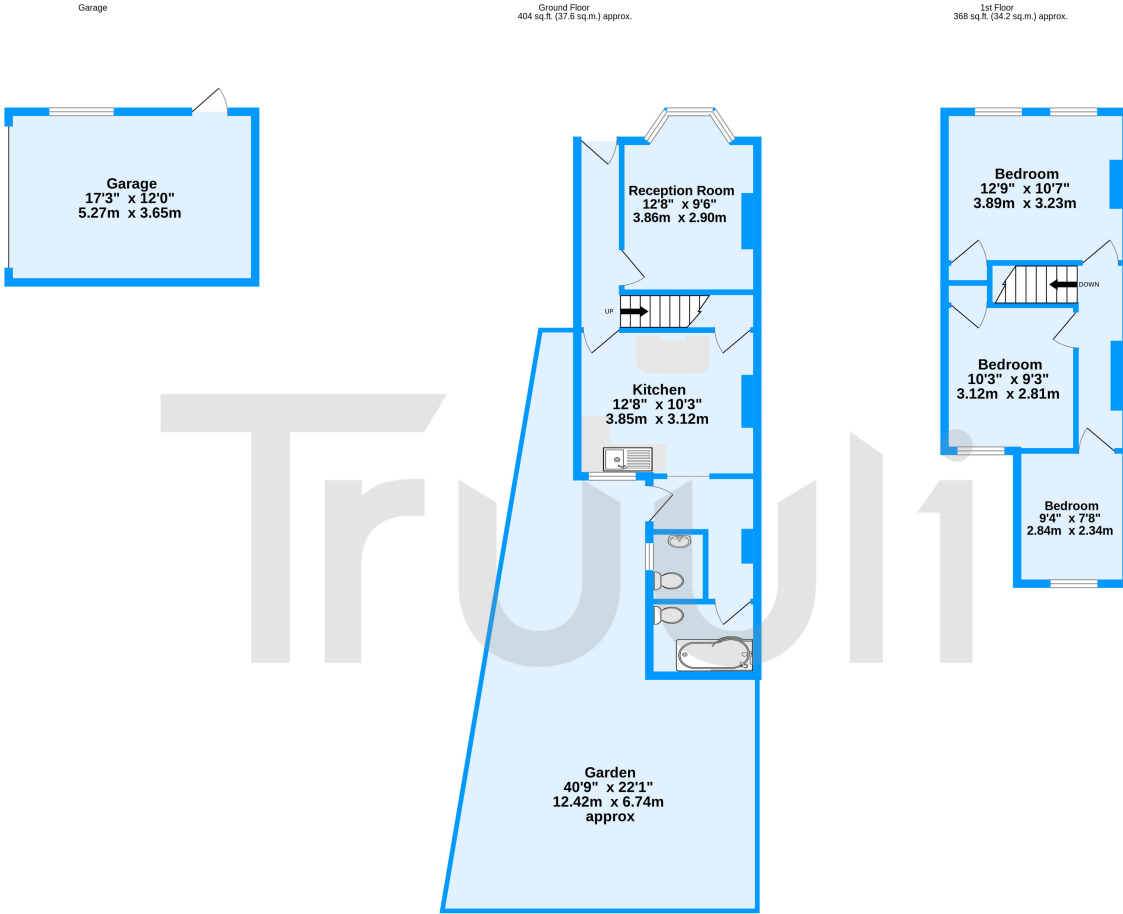 Garage
Ground Floor
404 sq.ft. (37.6 sq.m.) approx.
1st Floor
368 sq.ft. (34.2 sq.m.) approx.
Garage
17'3" x 12'0"
5.27m x 3.65m
Reception Room
12'8" x 9'6"
3.86m x 2.90m
UP
Kitchen
12'8" x 10'3"
3.85m x 3.12m
Garden
40'9" x 22'1"
12.42m x 6.74m
approx
Bedroom
12'9" x 10'7"
3.89m x 3.23m
DOWN
Bedroom
10'3" x 9'3"
3.12m x 2.81m
Bedroom
9'4" x 7'8"
2.84m x 2.34m
Truuli